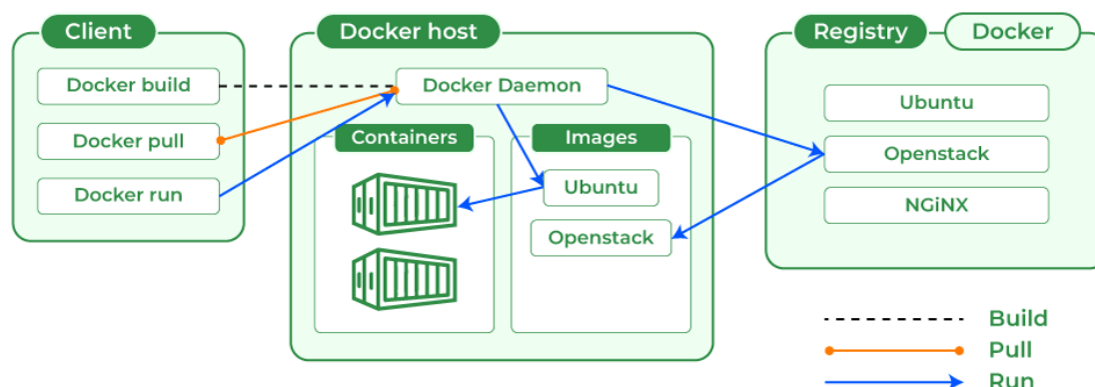 Client
Docker build
Docker pull
Docker run
Docker host
Docker Daemon
Containers
Images
Ubuntu
Openstack
Registry
Docker
Ubuntu
Openstack
NGiNX
Build
Pull
Run